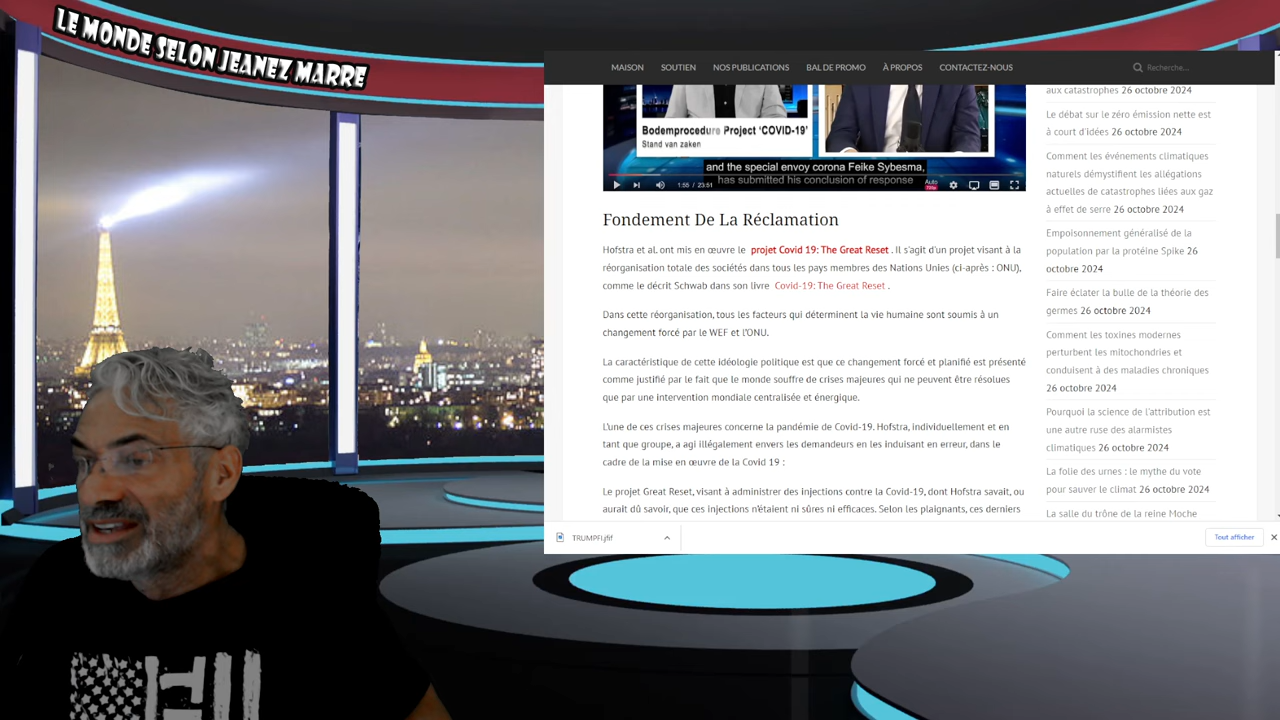 LE MONDE SELON JEANEZ MARRE
MAISON SOUTIEN NOS PUBLICATIONS BAL DE PROMO À PROPOS CONTACTEZ-NOUS Recherche...
Bodemprocedure Project 'COVID-19'
Stand van zaken
and the special envoy corona Feike Sybesma,
has submitted his conclusion of response
1:55 / 23:51
Auto
720p
Fondement De La Réclamation
Hofstra et al. ont mis en œuvre le projet Covid 19: The Great Reset . Il s'agit d'un projet visant à la
réorganisation totale des sociétés dans tous les pays membres des Nations Unies (ci-après : ONU),
comme le décrit Schwab dans son livre Covid-19: The Great Reset .
Dans cette réorganisation, tous les facteurs qui déterminent la vie humaine sont soumis à un
changement forcé par le WEF et l'ONU.
La caractéristique de cette idéologie politique est que ce changement forcé et planifié est présenté
comme justifié par le fait que le monde souffre de crises majeures qui ne peuvent être résolues
que par une intervention mondiale centralisée et énergique.
L'une de ces crises majeures concerne la pandémie de Covid-19. Hofstra, individuellement et en
tant que groupe, a agi illégalement envers les demandeurs en les induisant en erreur, dans le
cadre de la mise en œuvre de la Covid 19 :
Le projet Great Reset, visant à administrer des injections contre la Covid-19, dont Hofstra savait, ou
aurait dû savoir, que ces injections n'étaient ni sûres ni efficaces. Selon les plaignants, ces derniers
aux catastrophes 26 octobre 2024
Le débat sur le zéro émission nette est
à court d'idées 26 octobre 2024
Comment les événements climatiques
naturels démystifient les allégations
actuelles de catastrophes liées aux gaz
à effet de serre 26 octobre 2024
Empoisonnement généralisé de la
population par la protéine Spike 26
octobre 2024
Faire éclater la bulle de la théorie des
germes 26 octobre 2024
Comment les toxines modernes
perturbent les mitochondries et
conduisent à des maladies chroniques
26 octobre 2024
Pourquoi la science de l'attribution est
une autre ruse des alarmistes
climatiques 26 octobre 2024
La folie des urnes : le mythe du vote
pour sauver le climat 26 octobre 2024
La salle du trône de la reine Moche
TRUMPFI.jfif
Tout afficher